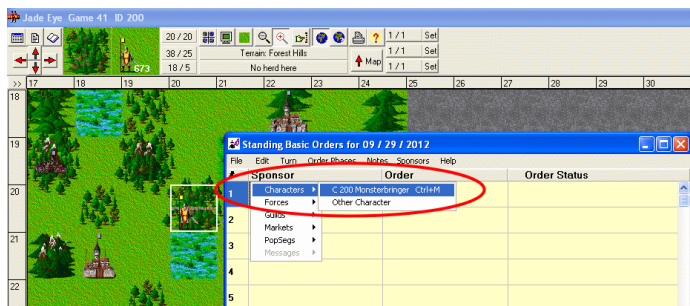 Jade Eye Game 41 ID 200
20 / 20
38 / 25
18 / 5
673
Terrain: Forest Hills
No herd here
Map
1 / 1 Set
1 / 1 Set
1 / 1 Set
>> 17 18 19 20 21 22 23 24 25 26 27 28 29 30
18
19
20
21
22
Standing Basic Orders for 09 / 29 / 2012
File Edit Turn Order Phases Notes Sponsors Help
# Sponsor Order Order Status
1
2
3
4
5
Characters
Forces
Guilds
Markets
PopSegs
Messages
C 200 Monsterbringer Ctrl+M
Other Character